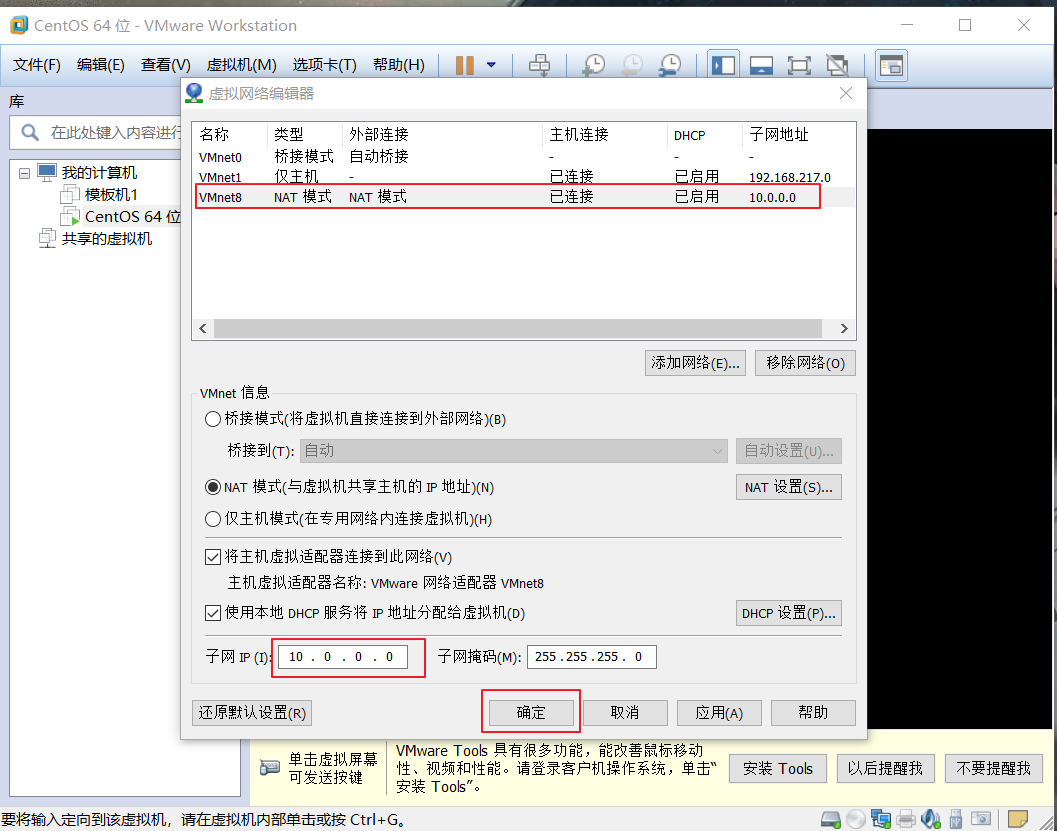 CentOS 64 位 - VMware Workstation
文件(F) 编辑(E) 查看(V) 虚拟机(M) 选项卡(T) 帮助(H)
库
在此处键入内容进行
我的计算机
模板机1
CentOS 64 位
共享的虚拟机
虚拟网络编辑器
名称 类型 外部连接 主机连接 DHCP 子网地址
VMnet0 桥接模式 自动桥接 - - -
VMnet1 仅主机 - 已连接 已启用 192.168.217.0
VMnet8 NAT 模式 NAT 模式 已连接 已启用 10.0.0.0
添加网络(E)... 移除网络(O)
VMnet 信息
桥接模式(将虚拟机直接连接到外部网络)(B)
桥接到(T): 自动 自动设置(U)...
NAT 模式(与虚拟机共享主机的 IP 地址)(N) NAT 设置(S)...
仅主机模式(在专用网络内连接虚拟机)(H)
将主机虚拟适配器连接到此网络(V)
主机虚拟适配器名称: VMware 网络适配器 VMnet8
使用本地 DHCP 服务将 IP 地址分配给虚拟机(D) DHCP 设置(P)...
子网 IP (I): 10 . 0 . 0 . 0 子网掩码(M): 255 . 255 . 255 . 0
还原默认设置(R) 确定 取消 应用(A) 帮助
单击虚拟屏幕
可发送按键
VMware Tools 具有很多功能，能改善鼠标移动
性、视频和性能。请登录客户机操作系统，单击“
安装 Tools”。
安装 Tools 以后提醒我 不要提醒我
要将输入定向到该虚拟机，请在虚拟机内部单击或按 Ctrl+G。